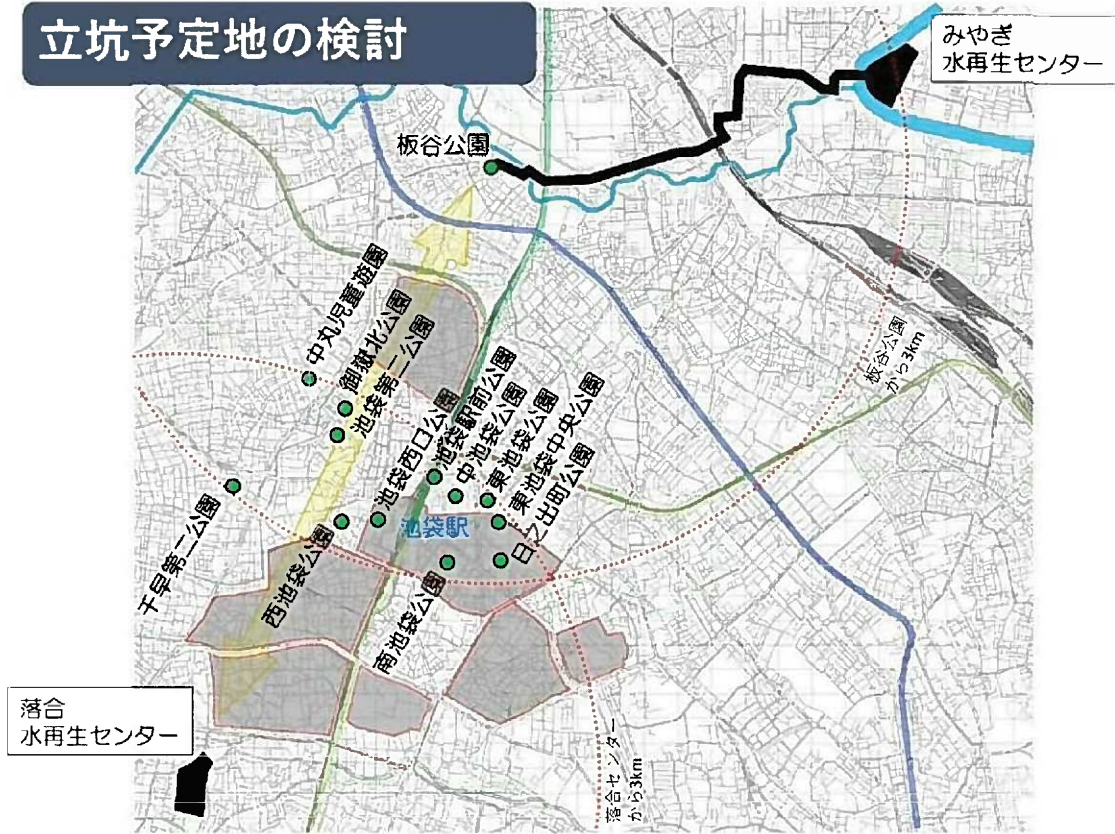 立坑予定地の検討
みやぎ
水再生センター
板谷公園
中丸児童遊園
御嶽北公園
池袋第二公園
池袋西口公園
池袋駅前公園
中池袋公園
東池袋公園
東池袋中央公園
日之出町公園
板谷公園
から3km
千早第二公園
西池袋公園
池袋駅
南池袋公園
落合
水再生センター
落合センター
から3km